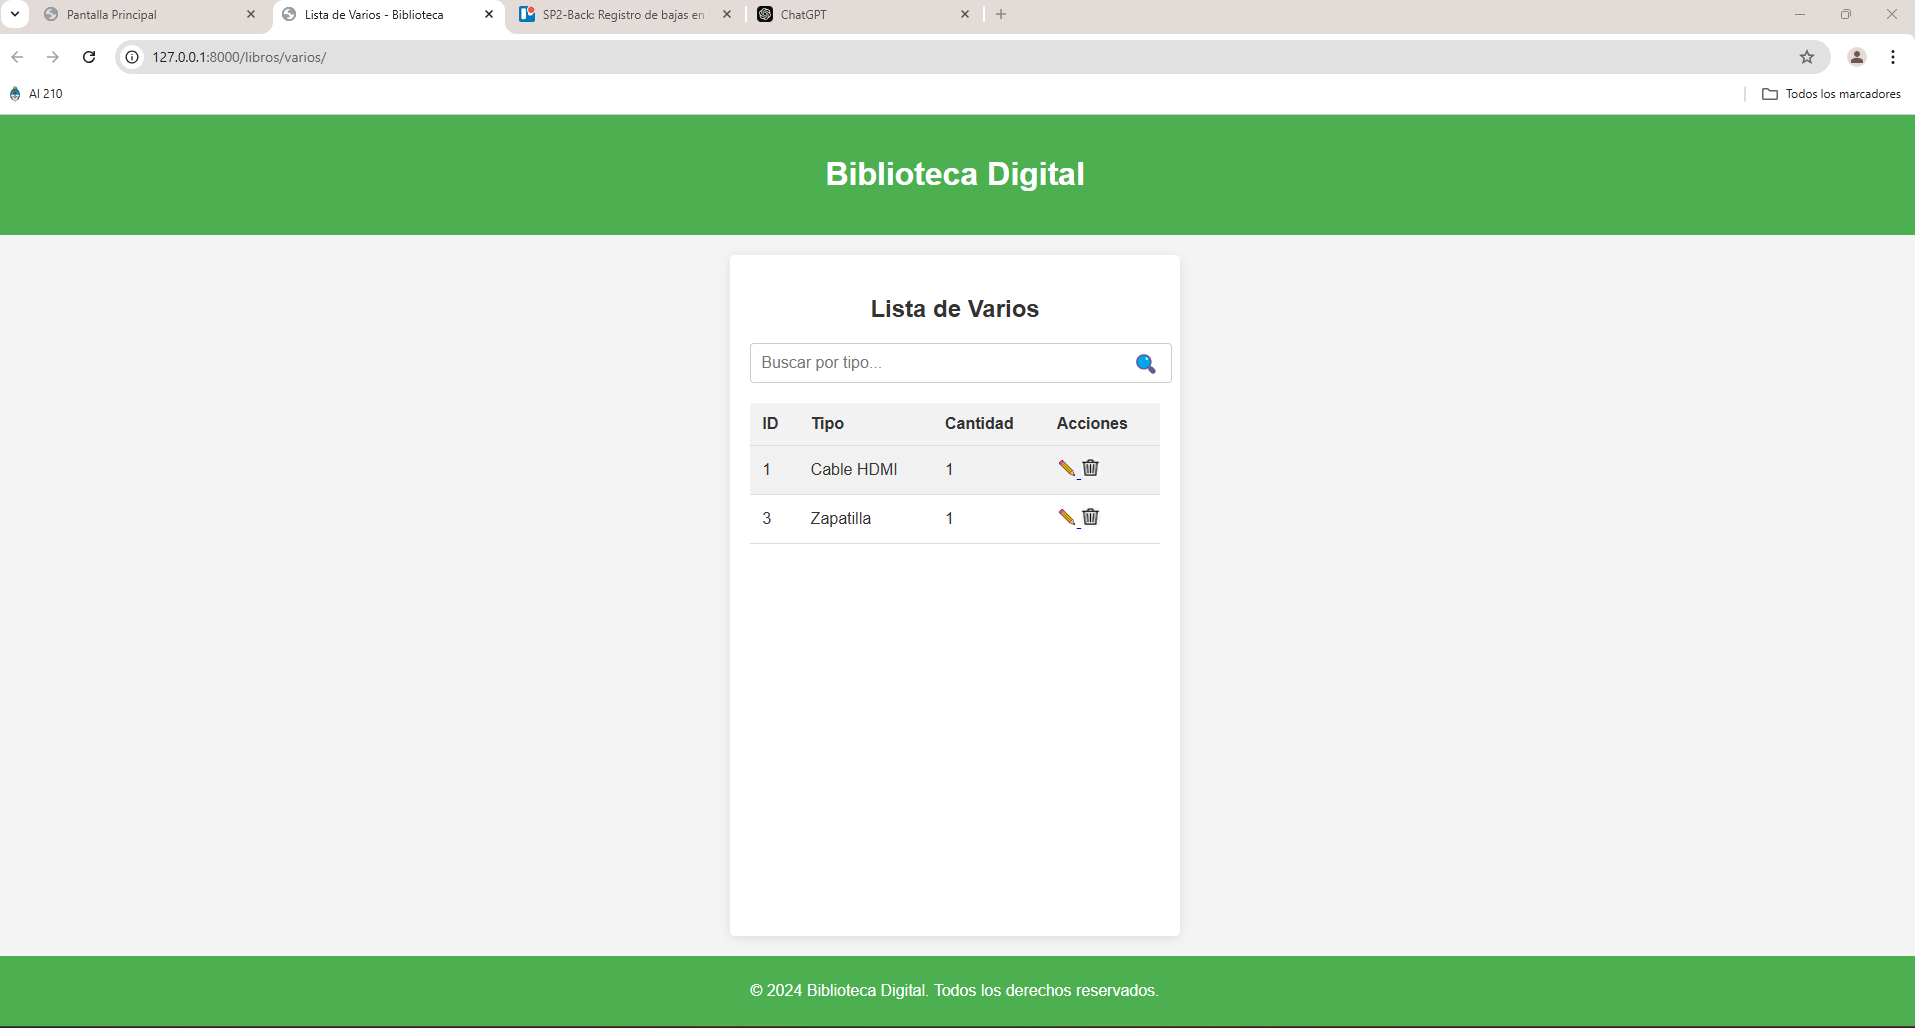 Pantalla Principal
Lista de Varios - Biblioteca
SP2-Back: Registro de bajas en
ChatGPT
127.0.0.1:8000/libros/varios/
AI 210
Todos los marcadores
Biblioteca Digital
Lista de Varios
Buscar por tipo...
ID Tipo Cantidad Acciones
1 Cable HDMI 1
3 Zapatilla 1
© 2024 Biblioteca Digital. Todos los derechos reservados.